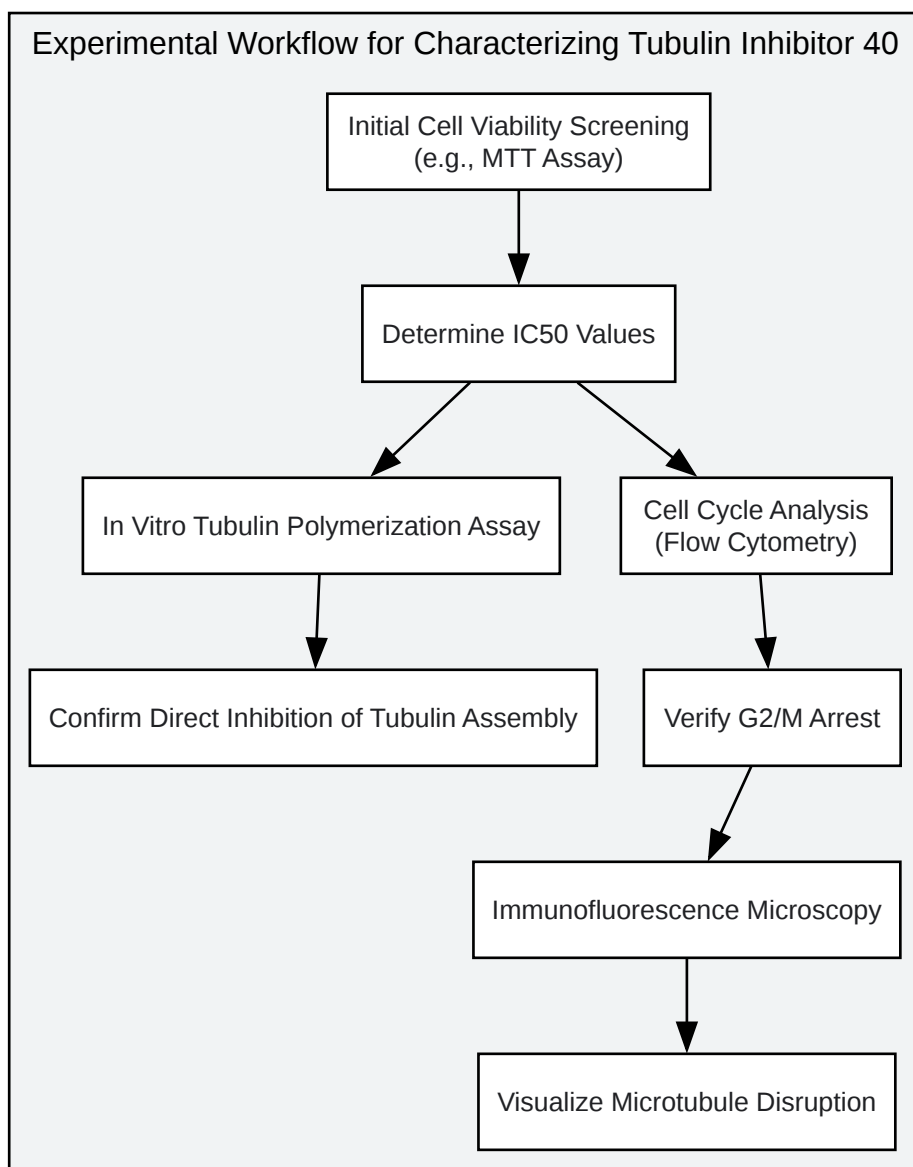 Experimental Workflow for Characterizing Tubulin Inhibitor 40
Initial Cell Viability Screening
(e.g., MTT Assay)
Determine IC50 Values
In Vitro Tubulin Polymerization Assay
Cell Cycle Analysis
(Flow Cytometry)
Confirm Direct Inhibition of Tubulin Assembly
Verify G2/M Arrest
Immunofluorescence Microscopy
Visualize Microtubule Disruption